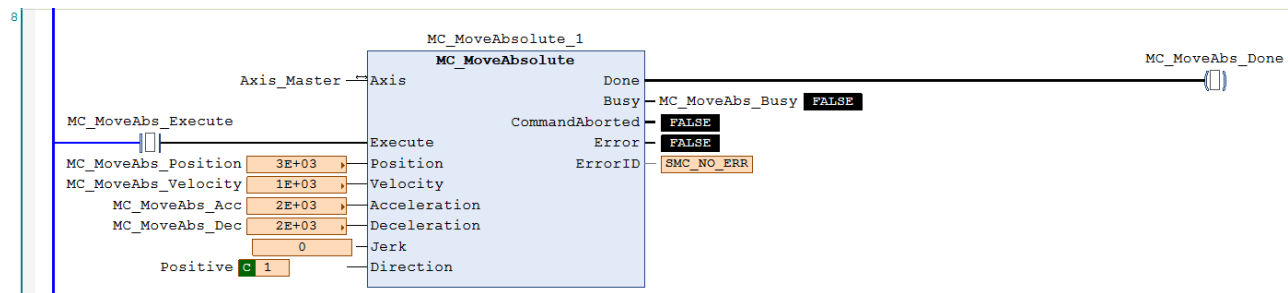 8
MC_MoveAbsolute_1
MC_MoveAbsolute
MC_MoveAbs_Done
Axis_Master Axis Done
Busy MC_MoveAbs_Busy FALSE
MC_MoveAbs_Execute CommandAborted FALSE
Execute Error FALSE
MC_MoveAbs_Position 3E+03 Position ErrorID SMC_NO_ERR
MC_MoveAbs_Velocity 1E+03 Velocity
MC_MoveAbs_Acc 2E+03 Acceleration
MC_MoveAbs_Dec 2E+03 Deceleration
0 Jerk
Positive C 1 Direction